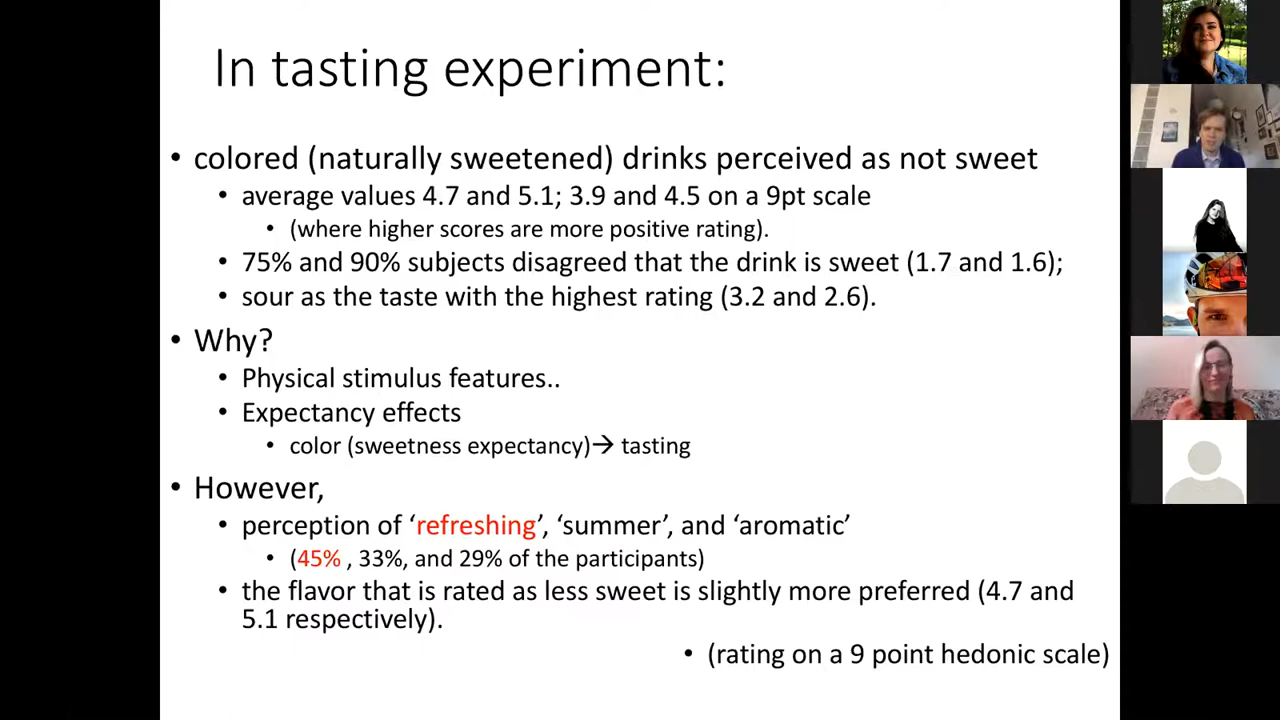 In tasting experiment:
• colored (naturally sweetened) drinks perceived as not sweet
• average values 4.7 and 5.1; 3.9 and 4.5 on a 9pt scale
• (where higher scores are more positive rating).
• 75% and 90% subjects disagreed that the drink is sweet (1.7 and 1.6);
• sour as the taste with the highest rating (3.2 and 2.6).
• Why?
• Physical stimulus features..
• Expectancy effects
• color (sweetness expectancy)→ tasting
• However,
• perception of ‘refreshing’, ‘summer’, and ‘aromatic’
• (45% , 33%, and 29% of the participants)
• the flavor that is rated as less sweet is slightly more preferred (4.7 and
5.1 respectively).
• (rating on a 9 point hedonic scale)